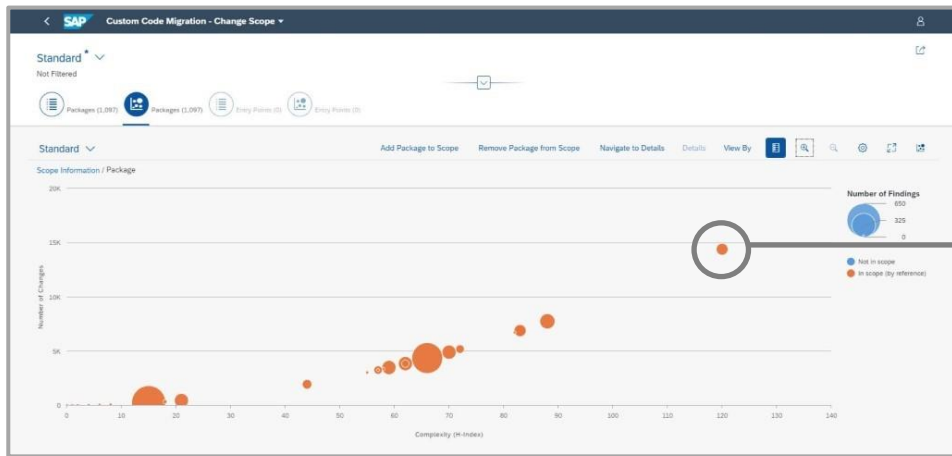 SAP Custom Code Migration - Change Scope
Standard *
Not Filtered
Packages (1,097) Packages (1,097) Entry Points (0) Entry Points (0)
Standard
Add Package to Scope Remove Package from Scope Navigate to Details Details View By
Scope Information / Package
Number of Changes
20K
15K
10K
5K
0
0 10 20 30 40 50 60 70 80 90 100 110 120 130 140
Complexity (H-Index)
Number of Findings
650
325
0
Not in scope
In scope (by reference)